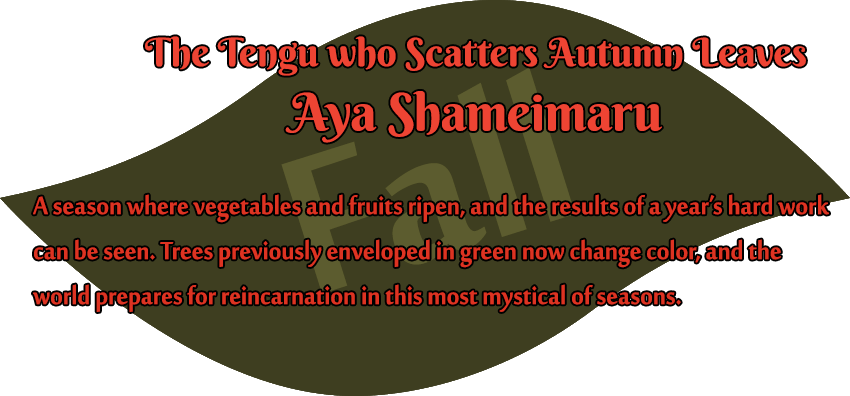 The Tengu who Scatters Autumn Leaves
Aya Shameimaru
Fall
A season where vegetables and fruits ripen, and the results of a year's hard work
can be seen. Trees previously enveloped in green now change color, and the
world prepares for reincarnation in this most mystical of seasons.